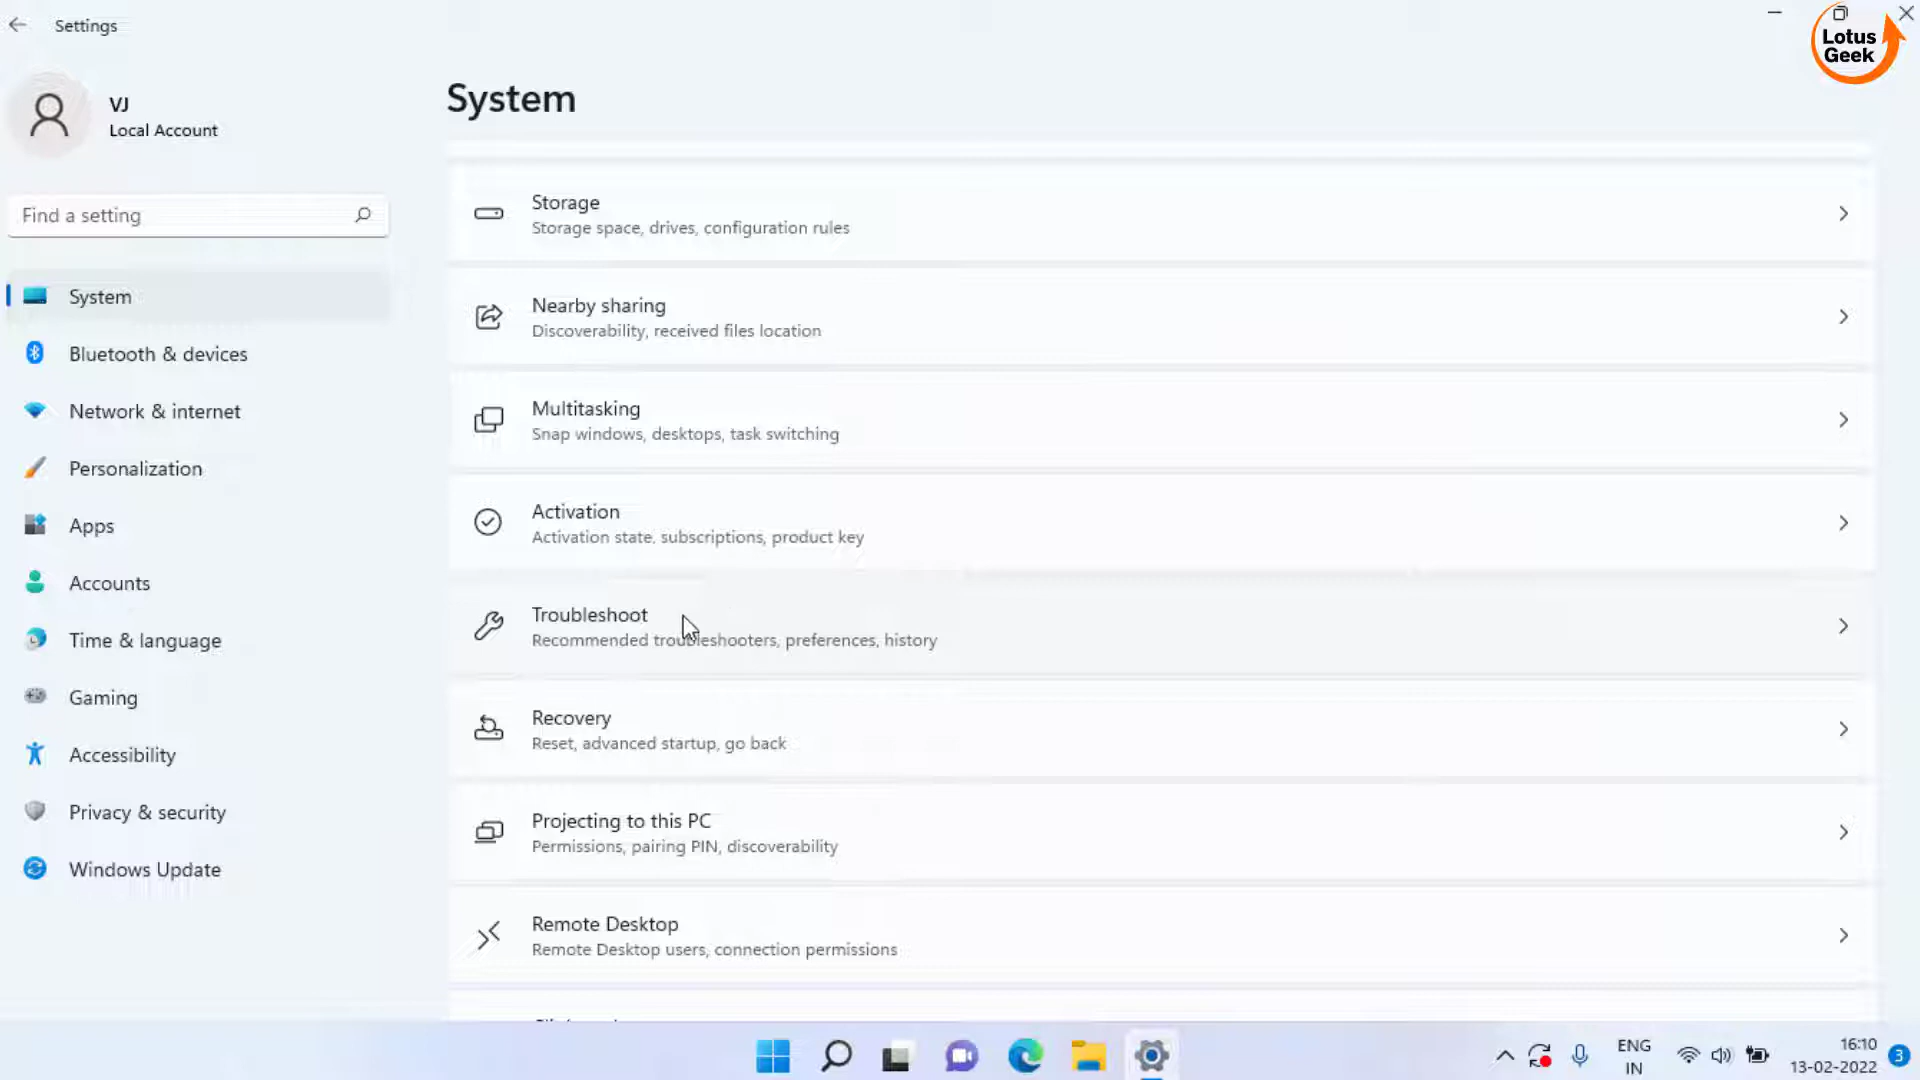 Settings
Lotus
Geek
VJ
Local Account
Find a setting
System
Bluetooth & devices
Network & internet
Personalization
Apps
Accounts
Time & language
Gaming
Accessibility
Privacy & security
Windows Update
System
Storage
Storage space, drives, configuration rules
Nearby sharing
Discoverability, received files location
Multitasking
Snap windows, desktops, task switching
Activation
Activation state, subscriptions, product key
Troubleshoot
Recommended troubleshooters, preferences, history
Recovery
Reset, advanced startup, go back
Projecting to this PC
Permissions, pairing PIN, discoverability
Remote Desktop
Remote Desktop users, connection permissions
ENG
IN
16:10
13-02-2022
3